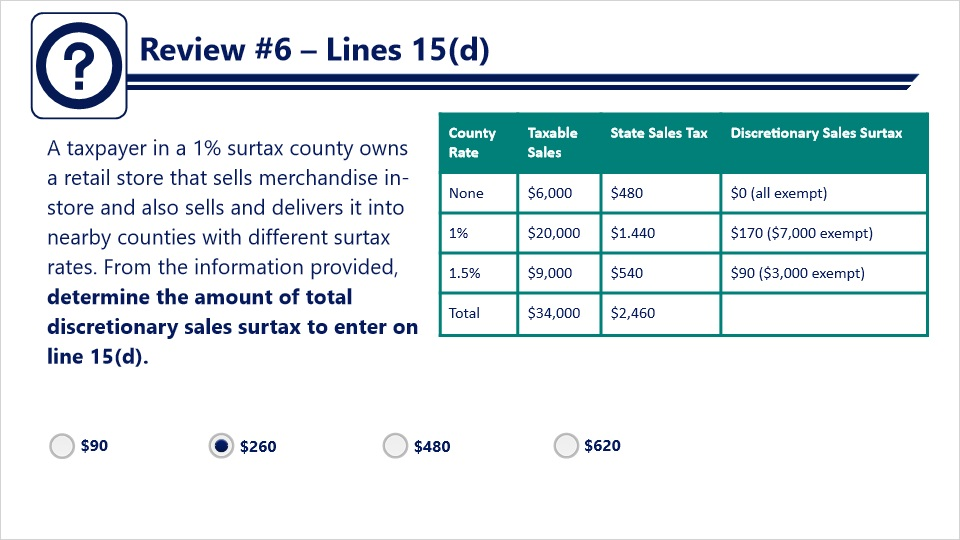 ?
Review #6 – Lines 15(d)
A taxpayer in a 1% surtax county owns
a retail store that sells merchandise in-
store and also sells and delivers it into
nearby counties with different surtax
rates. From the information provided,
determine the amount of total
discretionary sales surtax to enter on
line 15(d).
County Rate | Taxable Sales | State Sales Tax | Discretionary Sales Surtax
None | $6,000 | $480 | $0 (all exempt)
1% | $20,000 | $1.440 | $170 ($7,000 exempt)
1.5% | $9,000 | $540 | $90 ($3,000 exempt)
Total | $34,000 | $2,460
$90
$260
$480
$620